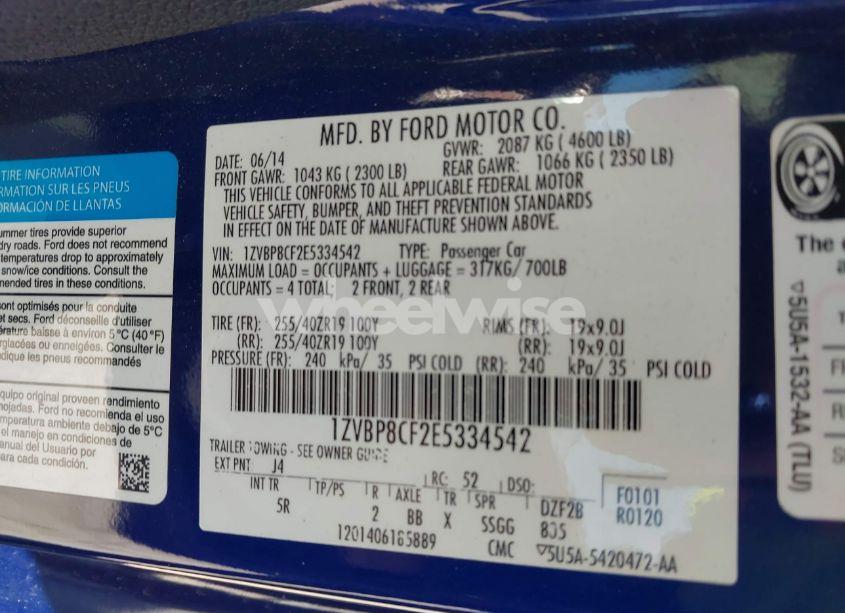 TIRE INFORMATION
ORMATION SUR LES PNEUS
ORMACIÓN DE LLANTAS
ummer tires provide superior
dry roads. Ford does not recommend
temperatures drop to approximately
snow/ice conditions. Consult the
mended tires in these conditions.
sont optimisés pour la conduite
et secs. Ford déconseille d'utiliser
érature baisse à environ 5°C (40°F)
erglacées ou enneigées. Consulter le
ndique les pneus recommandés
quipo original proveen rendimiento
mojadas. Ford no recomienda el uso
emperatura ambiente debajo de 5°C
el manejo en condiciones de
anual del Usuario por
para cada condición.
MFD. BY FORD MOTOR CO.
DATE: 06/14 GVWR: 2087 KG ( 4600 LB)
FRONT GAWR: 1043 KG ( 2300 LB) REAR GAWR: 1066 KG ( 2350 LB)
THIS VEHICLE CONFORMS TO ALL APPLICABLE FEDERAL MOTOR
VEHICLE SAFETY, BUMPER, AND THEFT PREVENTION STANDARDS
IN EFFECT ON THE DATE OF MANUFACTURE SHOWN ABOVE.
VIN: 1ZVBP8CF2E5334542 TYPE: Passenger Car
MAXIMUM LOAD = OCCUPANTS + LUGGAGE = 317KG/ 700LB
OCCUPANTS = 4 TOTAL; 2 FRONT, 2 REAR
wheelwise
TIRE (FR): 255/40ZR19 100Y RIMS (FR): 19x9.0J
(RR): 255/40ZR19 100Y (RR): 19x9.0J
PRESSURE (FR): 240 kPa/ 35 PSI COLD (RR): 240 kPa/ 35 PSI COLD
1ZVBP8CF2E5334542
TRAILER TOWING - SEE OWNER GUIDE
EXT PNT: J4 RC: 52 DSO:
INT TR TP/PS R AXLE TR SPR DZF2B F0101
5R 2 BB X SSGG 835 R0120
1201406185889 CMC ▽5U5A-5420472-AA
The
▽5U5A-1532-AA (TLU)